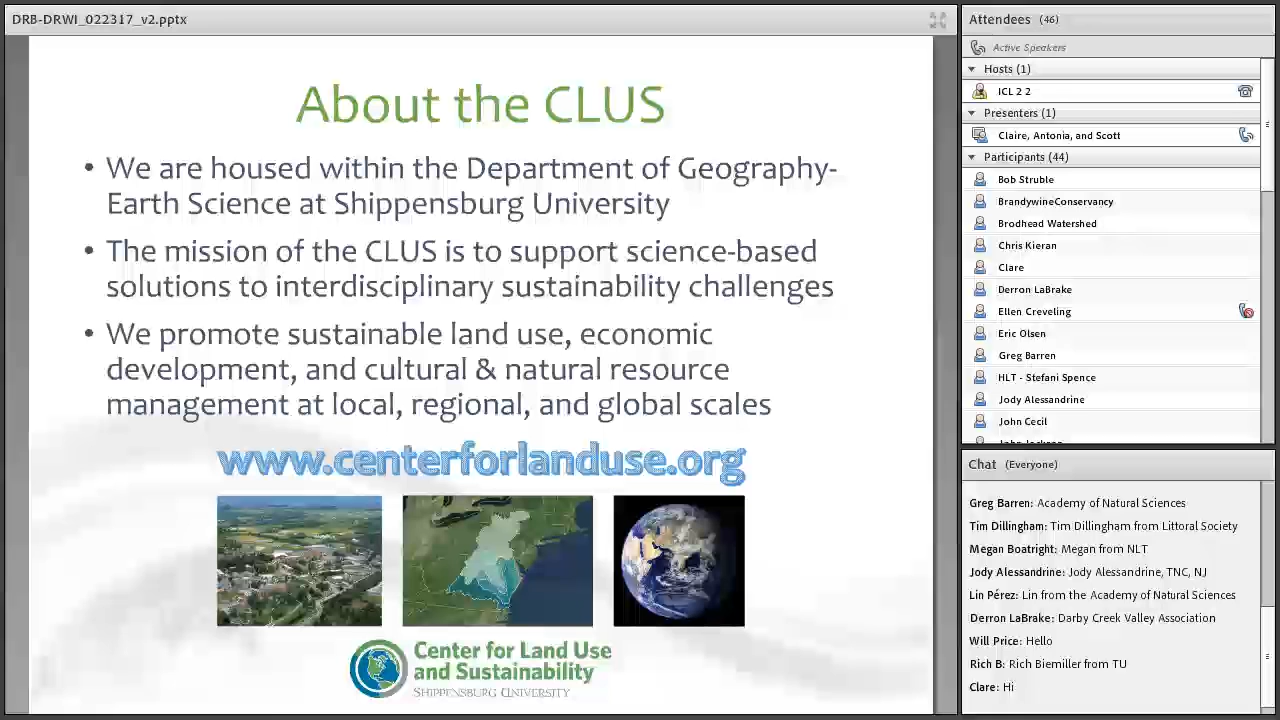 DRB-DRWI_022317_v2.pptx
About the CLUS
• We are housed within the Department of Geography-
Earth Science at Shippensburg University
• The mission of the CLUS is to support science-based
solutions to interdisciplinary sustainability challenges
• We promote sustainable land use, economic
development, and cultural & natural resource
management at local, regional, and global scales
www.centerforlanduse.org
Center for Land Use
and Sustainability
SHIPPENSBURG UNIVERSITY
Attendees (46)
Active Speakers
Hosts (1)
ICL 2 2
Presenters (1)
Claire, Antonia, and Scott
Participants (44)
Bob Struble
BrandywineConservancy
Brodhead Watershed
Chris Kieran
Clare
Derron LaBrake
Ellen Creveling
Eric Olsen
Greg Barren
HLT - Stefani Spence
Jody Alessandrine
John Cecil
Chat (Everyone)
Greg Barren: Academy of Natural Sciences
Tim Dillingham: Tim Dillingham from Littoral Society
Megan Boatright: Megan from NLT
Jody Alessandrine: Jody Alessandrine, TNC, NJ
Lin Pérez: Lin from the Academy of Natural Sciences
Derron LaBrake: Darby Creek Valley Association
Will Price: Hello
Rich B: Rich Biemiller from TU
Clare: Hi